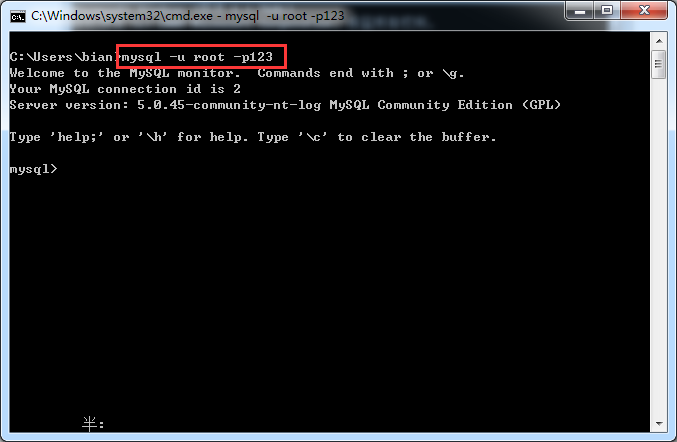 C:\Windows\system32\cmd.exe - mysql  -u root -p123
C:\Users\bian>mysql -u root -p123
Welcome to the MySQL monitor.  Commands end with ; or \g.
Your MySQL connection id is 2
Server version: 5.0.45-community-nt-log MySQL Community Edition (GPL)
Type 'help;' or '\h' for help. Type '\c' to clear the buffer.
mysql>
半: